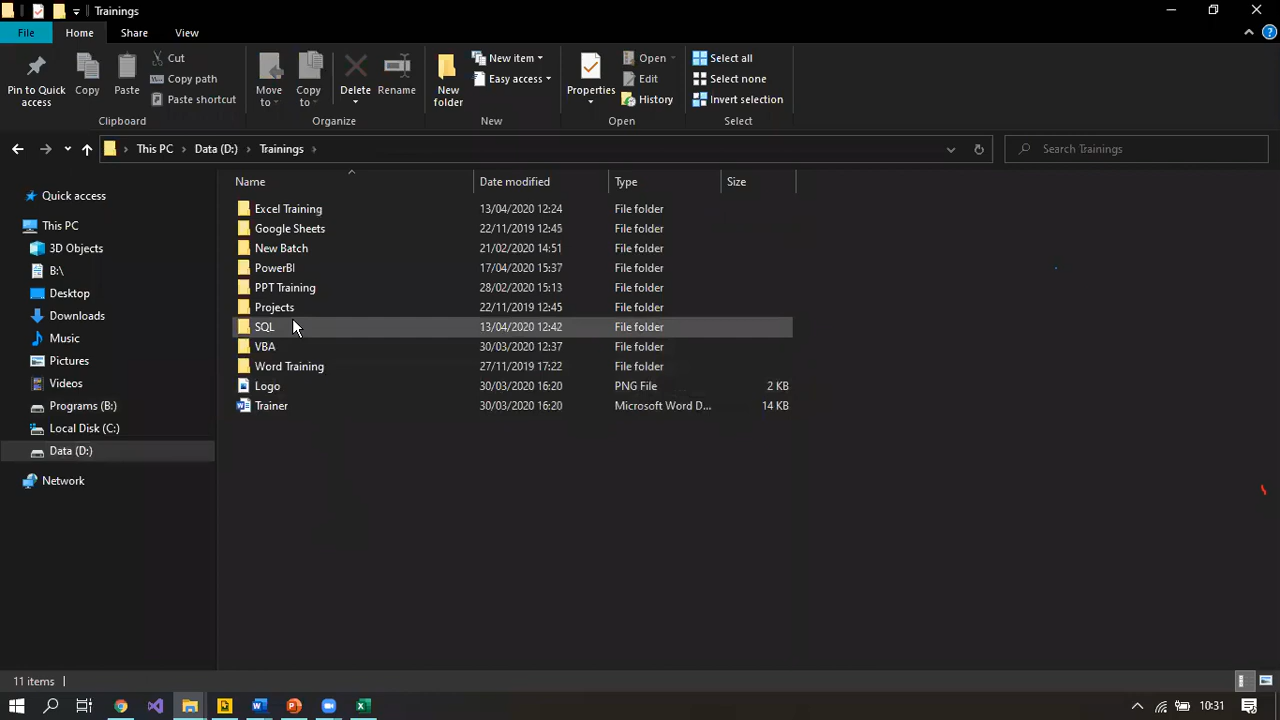 Trainings
File Home Share View
Pin to Quick access
Copy
Paste
Cut
Copy path
Paste shortcut
Clipboard
Move to
Copy to
Delete
Rename
Organize
New folder
New item
Easy access
New
Properties
Open
Edit
History
Open
Select all
Select none
Invert selection
Select
This PC Data (D:) Trainings
Search Trainings
Name Date modified Type Size
Excel Training 13/04/2020 12:24 File folder
Google Sheets 22/11/2019 12:45 File folder
New Batch 21/02/2020 14:51 File folder
PowerBI 17/04/2020 15:37 File folder
PPT Training 28/02/2020 15:13 File folder
Projects 22/11/2019 12:45 File folder
SQL 13/04/2020 12:42 File folder
VBA 30/03/2020 12:37 File folder
Word Training 27/11/2019 17:22 File folder
Logo 30/03/2020 16:20 PNG File 2 KB
Trainer 30/03/2020 16:20 Microsoft Word D... 14 KB
Quick access
This PC
3D Objects
B:\
Desktop
Downloads
Music
Pictures
Videos
Programs (B:)
Local Disk (C:)
Data (D:)
Network
11 items
10:31